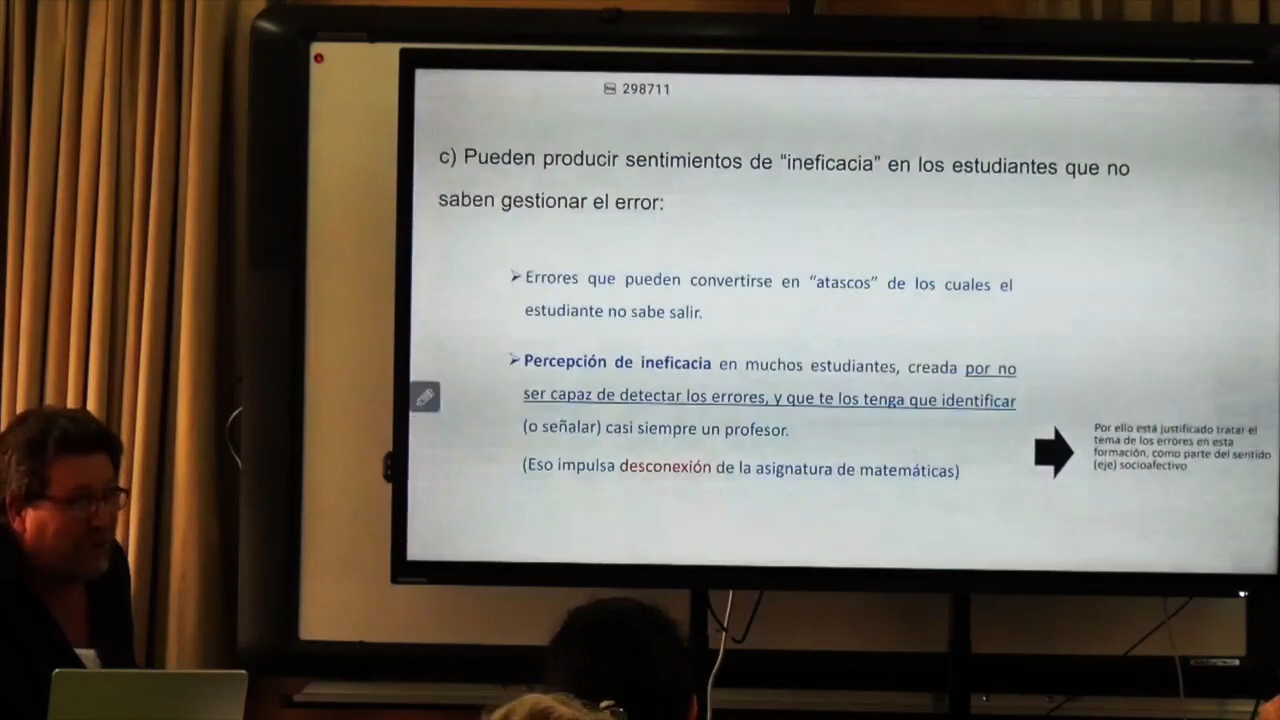 298711
c) Pueden producir sentimientos de “ineficacia” en los estudiantes que no
saben gestionar el error:
➢ Errores que pueden convertirse en “atascos” de los cuales el
estudiante no sabe salir.
➢ Percepción de ineficacia en muchos estudiantes, creada por no
ser capaz de detectar los errores, y que te los tenga que identificar
(o señalar) casi siempre un profesor.
(Eso impulsa desconexión de la asignatura de matemáticas)
Por ello está justificado tratar el
tema de los errores en esta
formación, como parte del sentido
(eje) socioafectivo